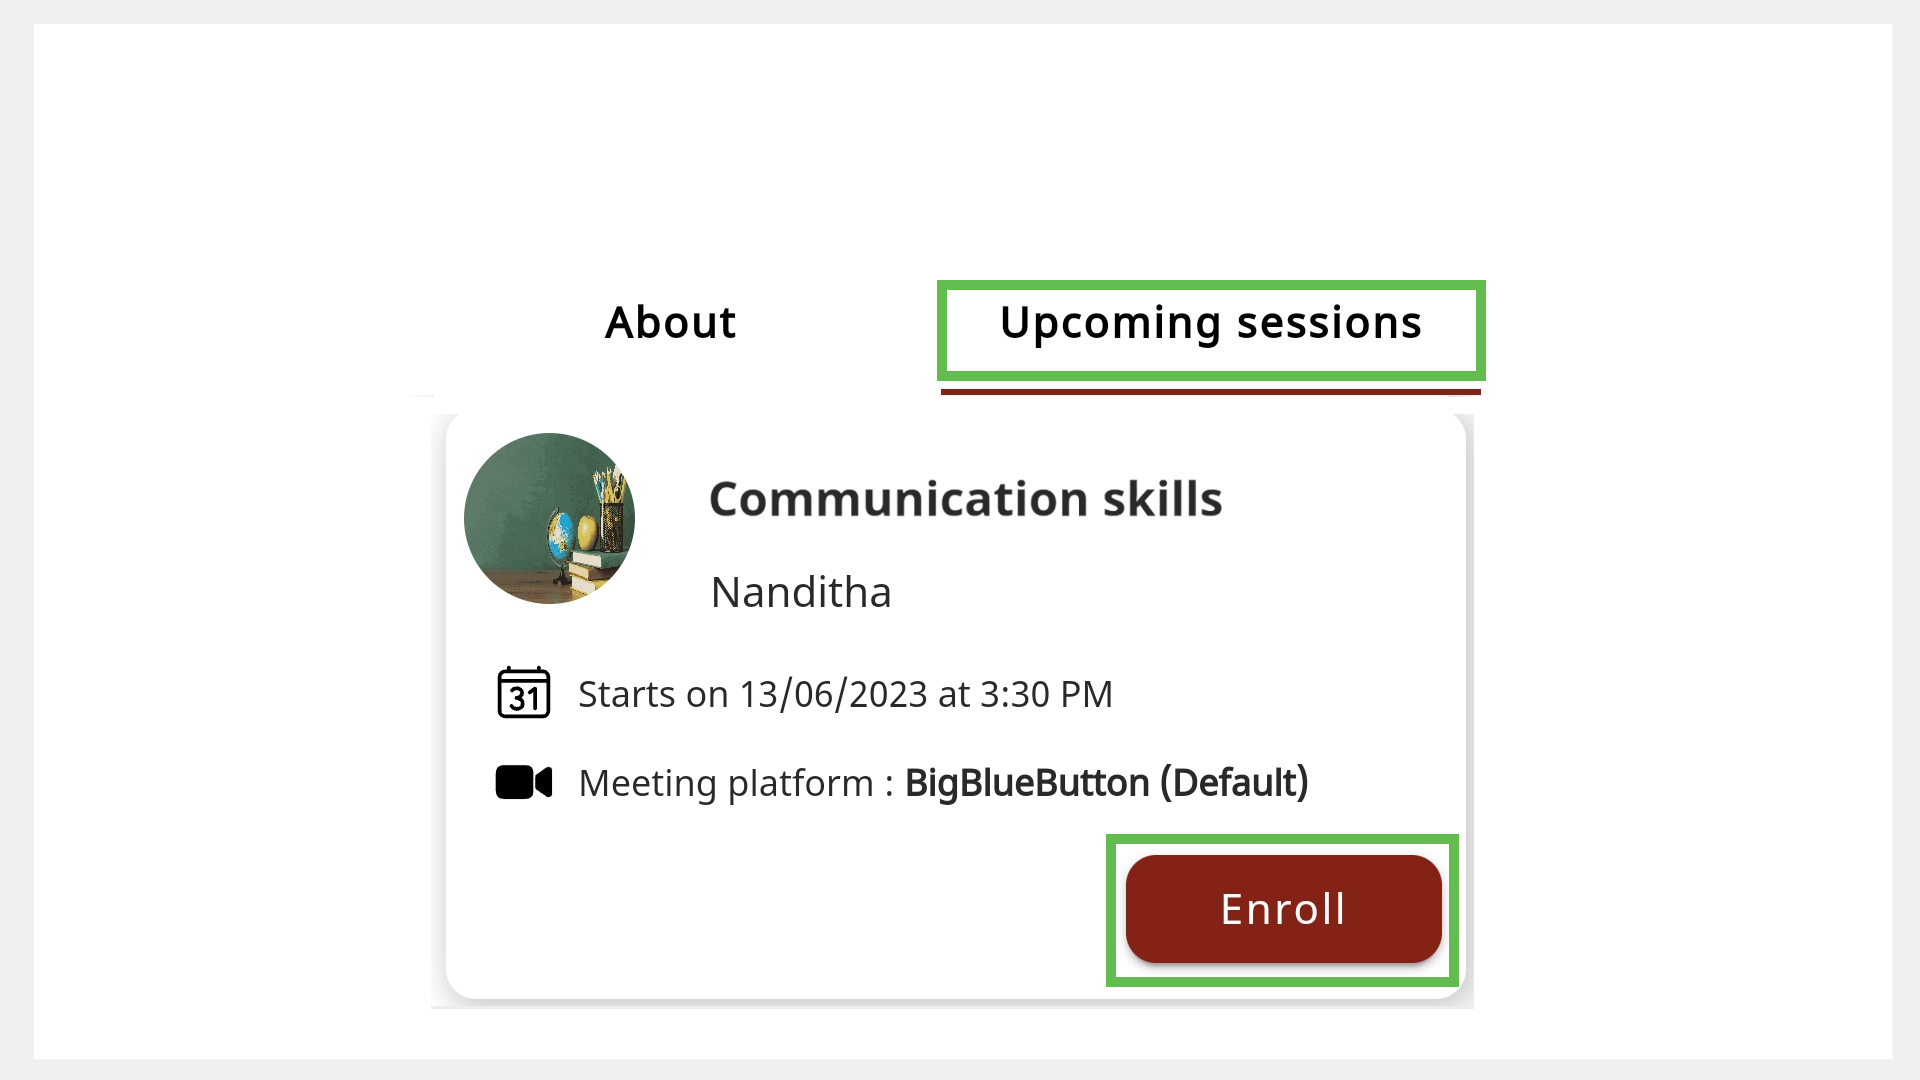 About
Upcoming sessions
Communication skills
Nanditha
31
Starts on 13/06/2023 at 3:30 PM
Meeting platform : BigBlueButton (Default)
Enroll